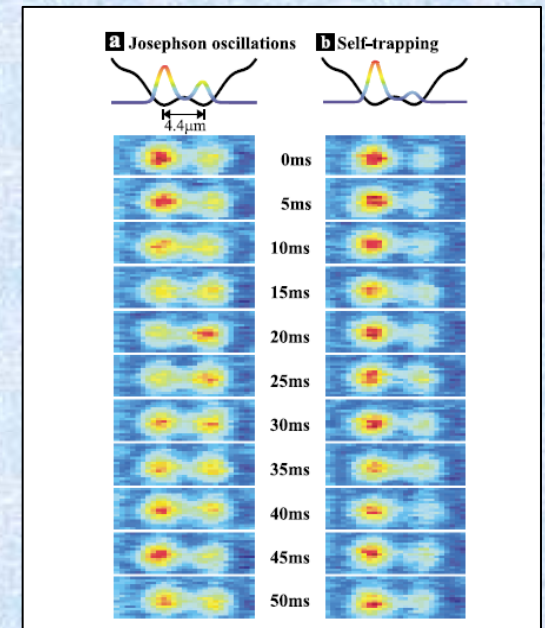 a Josephson oscillations
b Self-trapping
4.4μm
0ms
5ms
10ms
15ms
20ms
25ms
30ms
35ms
40ms
45ms
50ms